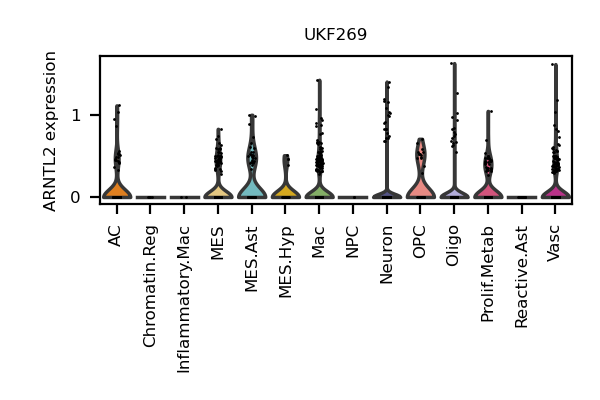 UKF269
ARNTL2 expression
1
0
AC
Chromatin.Reg
Inflammatory.Mac
MES
MES.Ast
MES.Hyp
Mac
NPC
Neuron
OPC
Oligo
Prolif.Metab
Reactive.Ast
Vasc